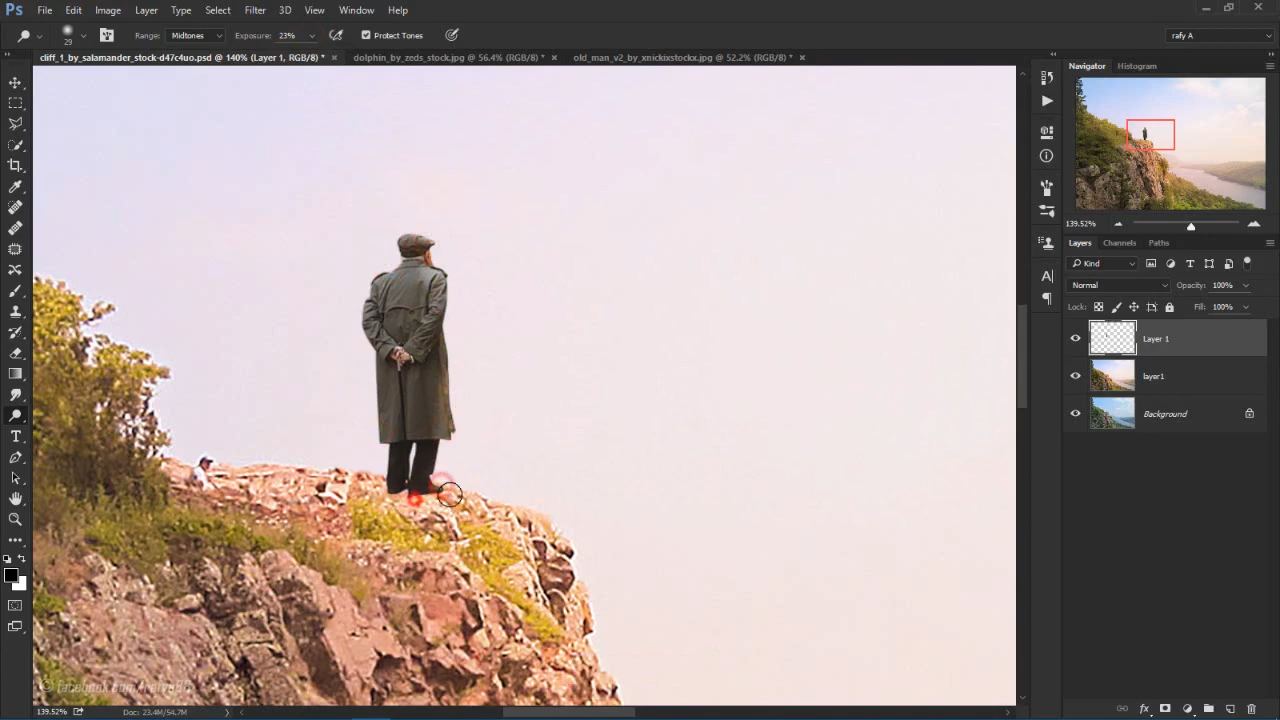 Ps File Edit Image Layer Type Select Filter 3D View Window Help
29 Range: Midtones Exposure: 23% Protect Tones rafy A
cliff_1_by_salamander_stock-d47c4uo.psd @ 140% (Layer 1, RGB/8) * × dolphin_by_zeds_stock.jpg @ 56.4% (RGB/8) * × old_man_v2_by_xnickixstockx.jpg @ 52.2% (RGB/8) * ×
Navigator Histogram
139.52%
Layers Channels Paths
Kind
Normal Opacity: 100%
Lock: Fill: 100%
Layer 1
layer1
Background
139.52% Doc: 23.4M/54.7M